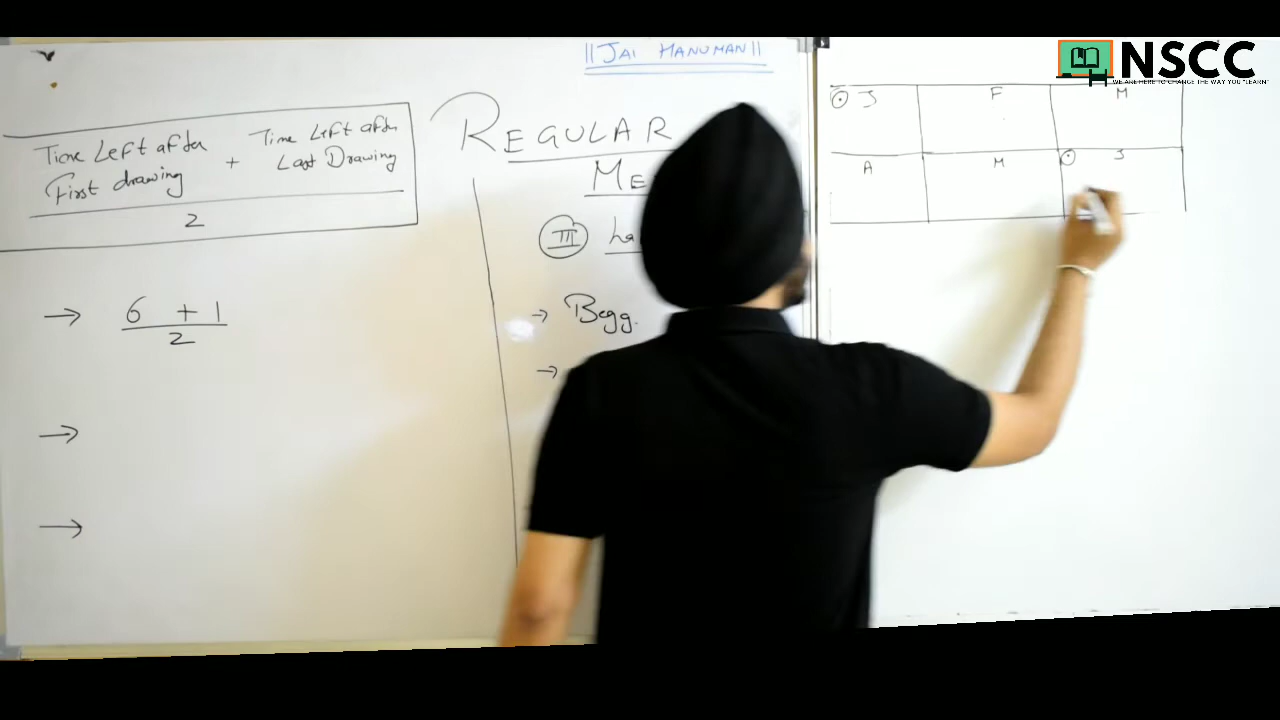 ||JAI HANUMAN||
NSCC
WE ARE HERE TO CHANGE THE WAY YOU "LEARN"
Time Left after First drawing + Time Left after Last Drawing
2
REGULAR
III
→ Begg.
→
→ 6 + 1
2
→
→
J F M
A M J